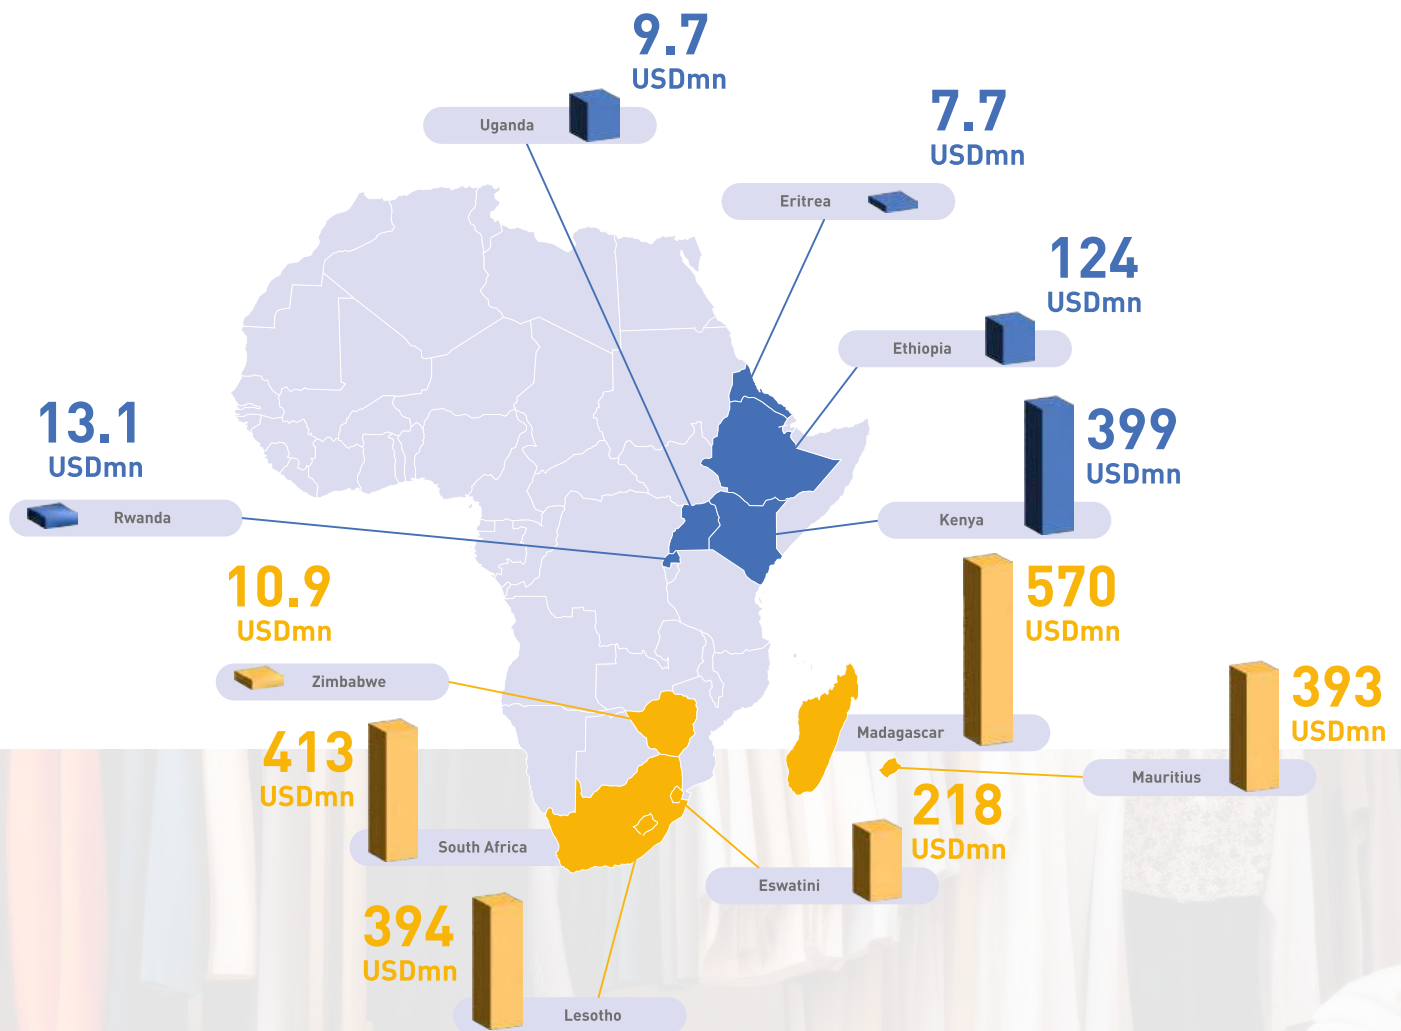 9.7
USDmn
Uganda
7.7
USDmn
Eritrea
124
USDmn
Ethiopia
13.1
USDmn
Rwanda
399
USDmn
Kenya
10.9
USDmn
Zimbabwe
570
USDmn
Madagascar
393
USDmn
Mauritius
413
USDmn
South Africa
218
USDmn
Eswatini
394
USDmn
Lesotho